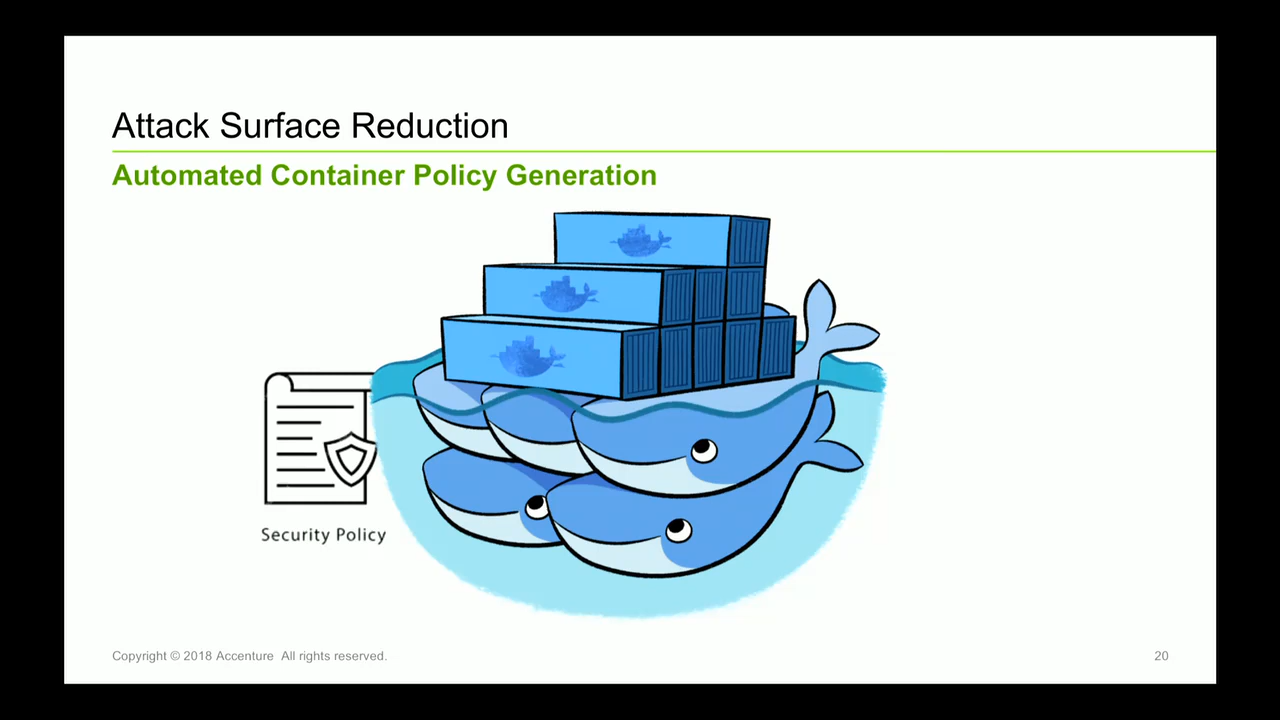 Attack Surface Reduction
Automated Container Policy Generation
Security Policy
Copyright © 2018 Accenture All rights reserved.
20